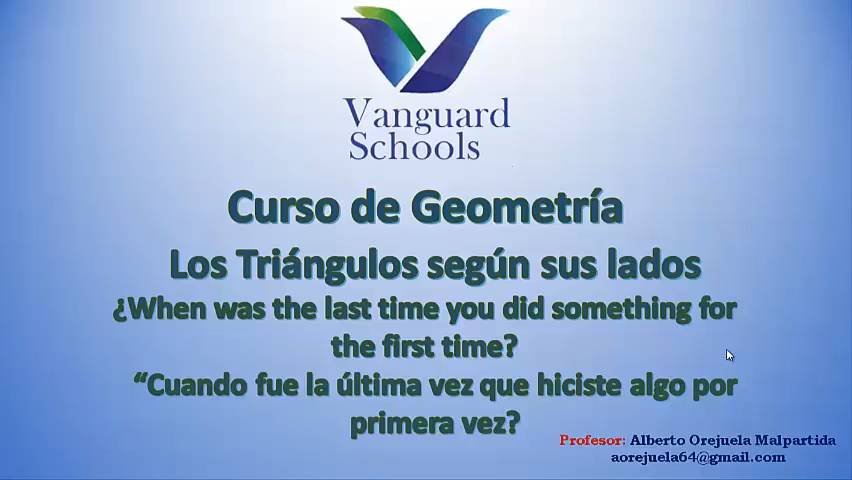 Vanguard
Schools
Curso de Geometría
Los Triángulos según sus lados
¿When was the last time you did something for
the first time?
“Cuando fue la última vez que hiciste algo por
primera vez?
Profesor: Alberto Orejuela Malpartida
aorejuela64@gmail.com